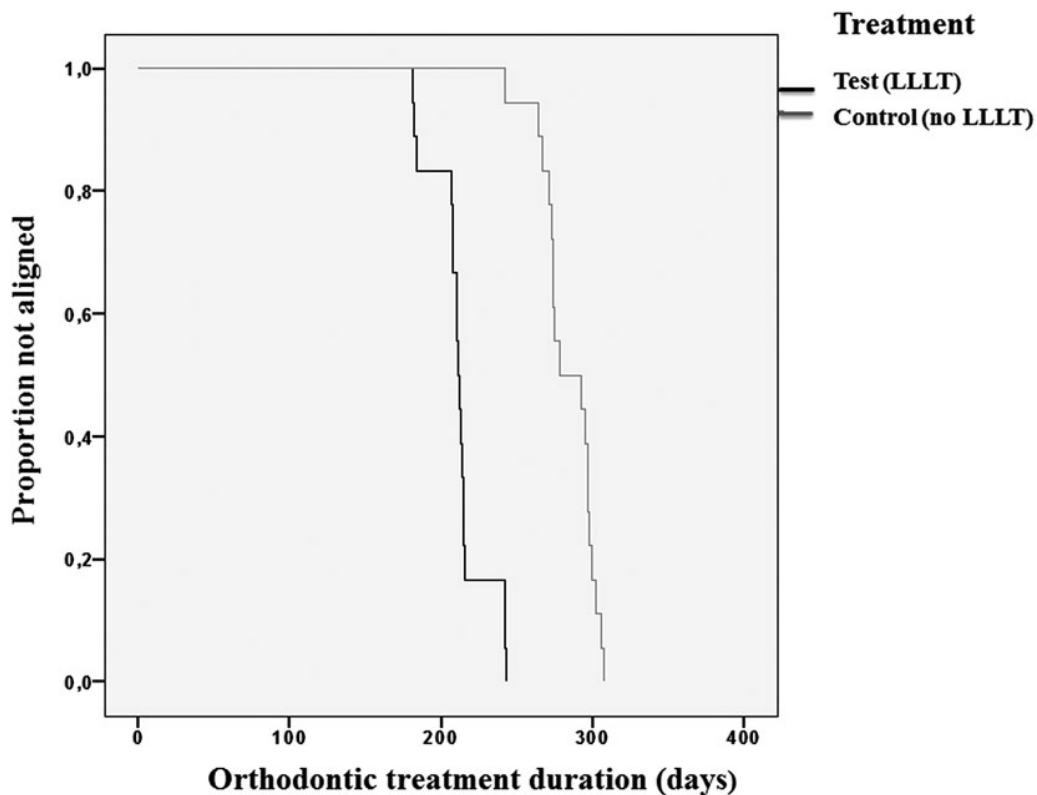 Treatment
Test (LLLT)
Control (no LLLT)
Proportion not aligned
1,0
0,8
0,6
0,4
0,2
0,0
0 100 200 300 400
Orthodontic treatment duration (days)